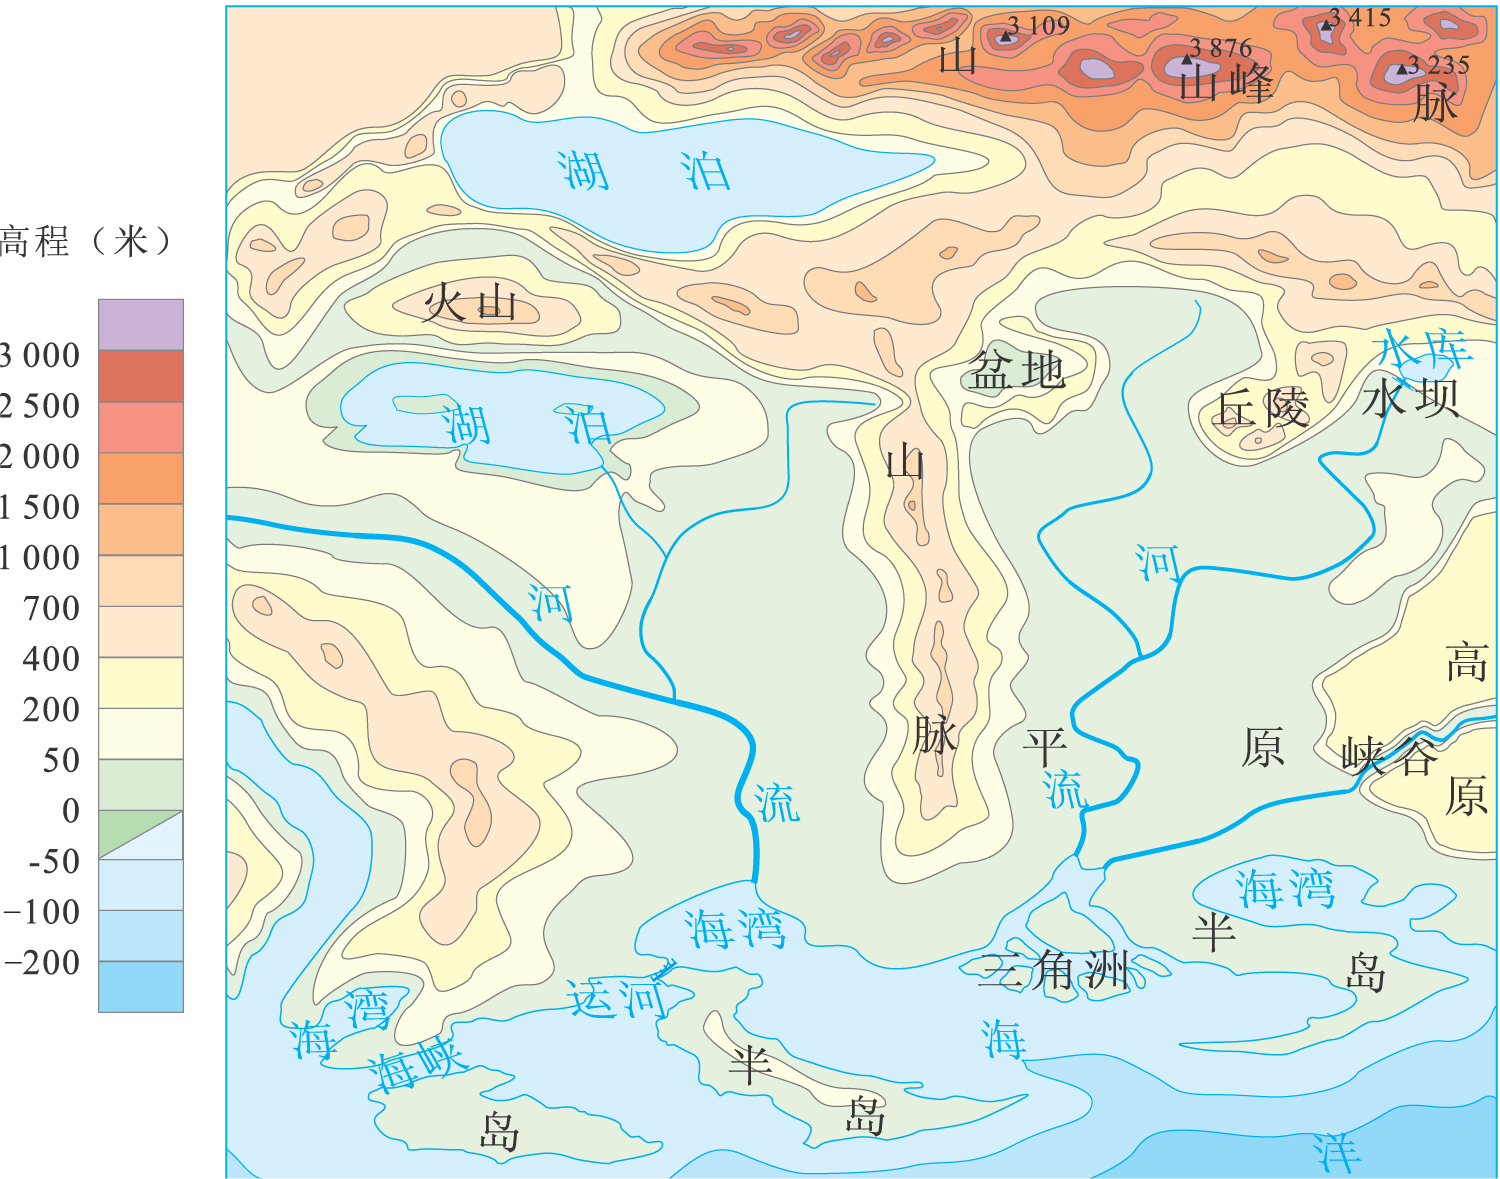 高程（米）
3 000
2 500
2 000
1 500
1 000
700
400
200
50
0
-50
-100
-200
3 415
3 109
3 876
3 235
山
山峰
脉
湖 泊
火山
盆地
水库
水坝
丘陵
湖 泊
山
脉
河
流
河
流
平 原
高
原
峡谷
海湾
海湾
三角洲
半
岛
运河
海
湾
海峡
海
半
岛
岛
洋